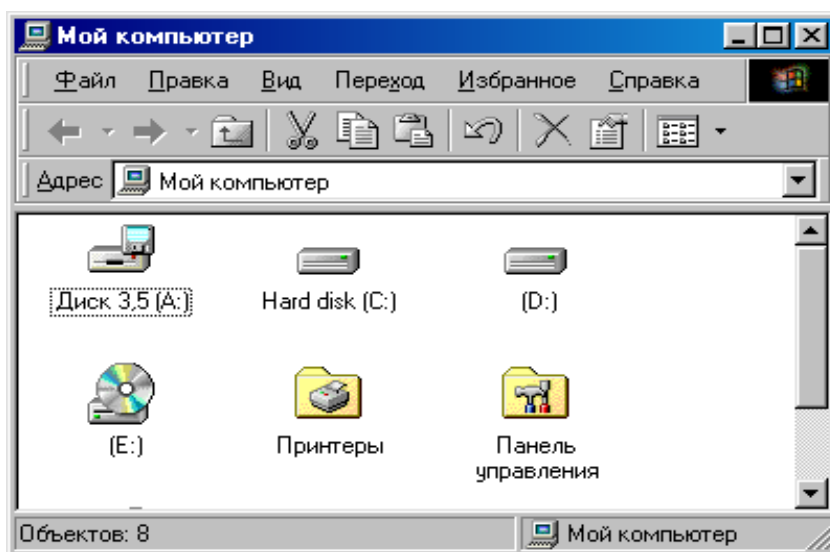 Мой компьютер
Файл Правка Вид Переход Избранное Справка
Адрес Мой компьютер
Диск 3,5 (A:) Hard disk (C:) (D:)
(E:) Принтеры Панель
управления
Объектов: 8 Мой компьютер